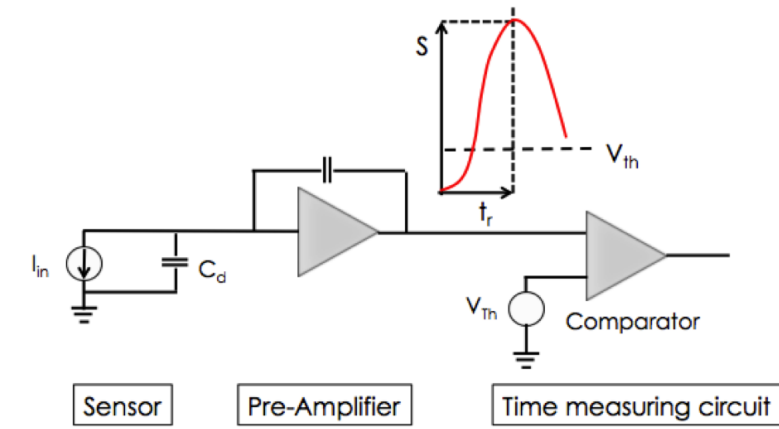 S
V_th
t_r
I_in
C_d
V_Th
Comparator
Sensor
Pre-Amplifier
Time measuring circuit